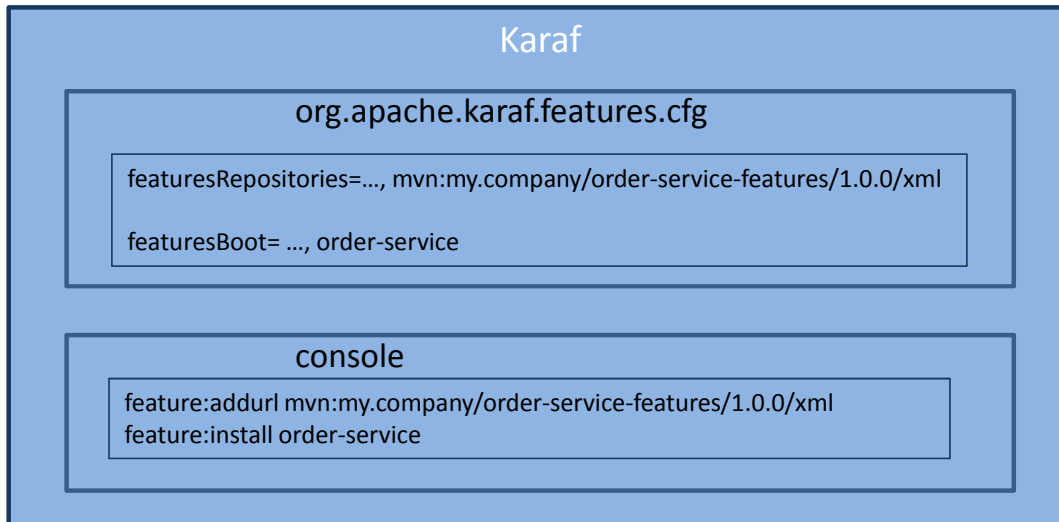 Karaf
org.apache.karaf.features.cfg
featuresRepositories=…, mvn:my.company/order-service-features/1.0.0/xml
featuresBoot= …, order-service
console
feature:addurl mvn:my.company/order-service-features/1.0.0/xml
feature:install order-service